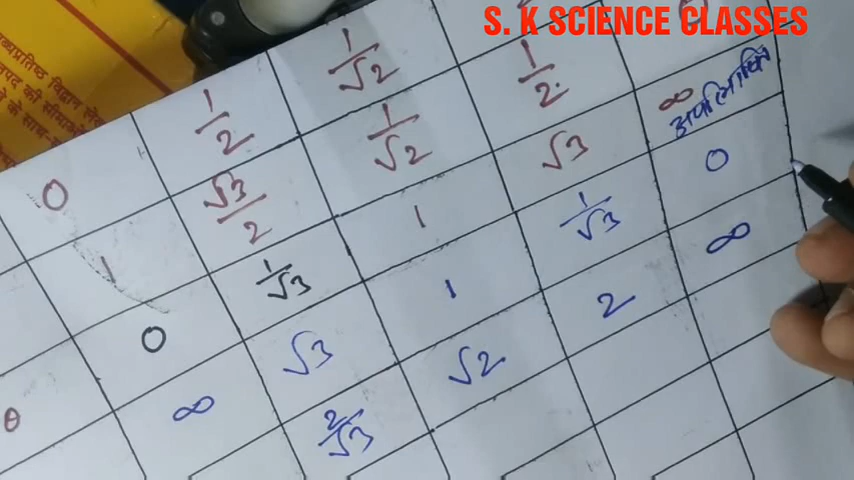 S. K SCIENCE CLASSES
विद्वान
की
0 1/2 1/√2
1 √3/2 1/√2 1/2
0 1/√3 1 √3 ∞
अपरिभाषित
∞ √3 1 1/√3 0
θ 2/√3 √2 2 ∞